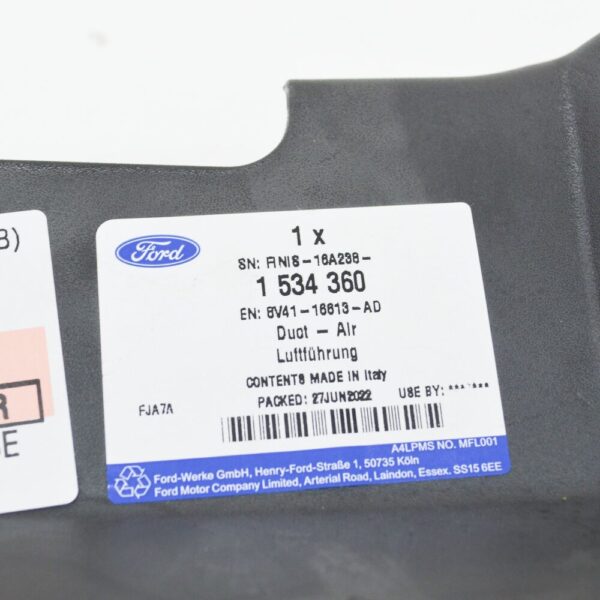 B)
R
E
Ford
1 x
SN: FINIS-16A238-
1 534 360
EN: 8V41-16613-AD
Duct - Air
Luftführung
CONTENTS MADE IN Italy
FJA7A
PACKED: 27JUN2022 USE BY: *** ****
A4LPMS NO. MFL001
Ford-Werke GmbH, Henry-Ford-Straße 1, 50735 Köln
Ford Motor Company Limited, Arterial Road, Laindon, Essex. SS15 6EE